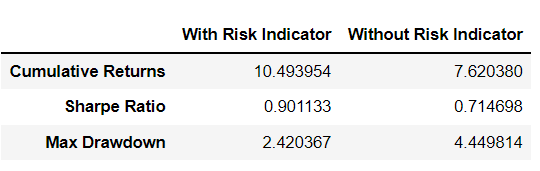 With Risk Indicator Without Risk Indicator
Cumulative Returns 10.493954 7.620380
Sharpe Ratio 0.901133 0.714698
Max Drawdown 2.420367 4.449814